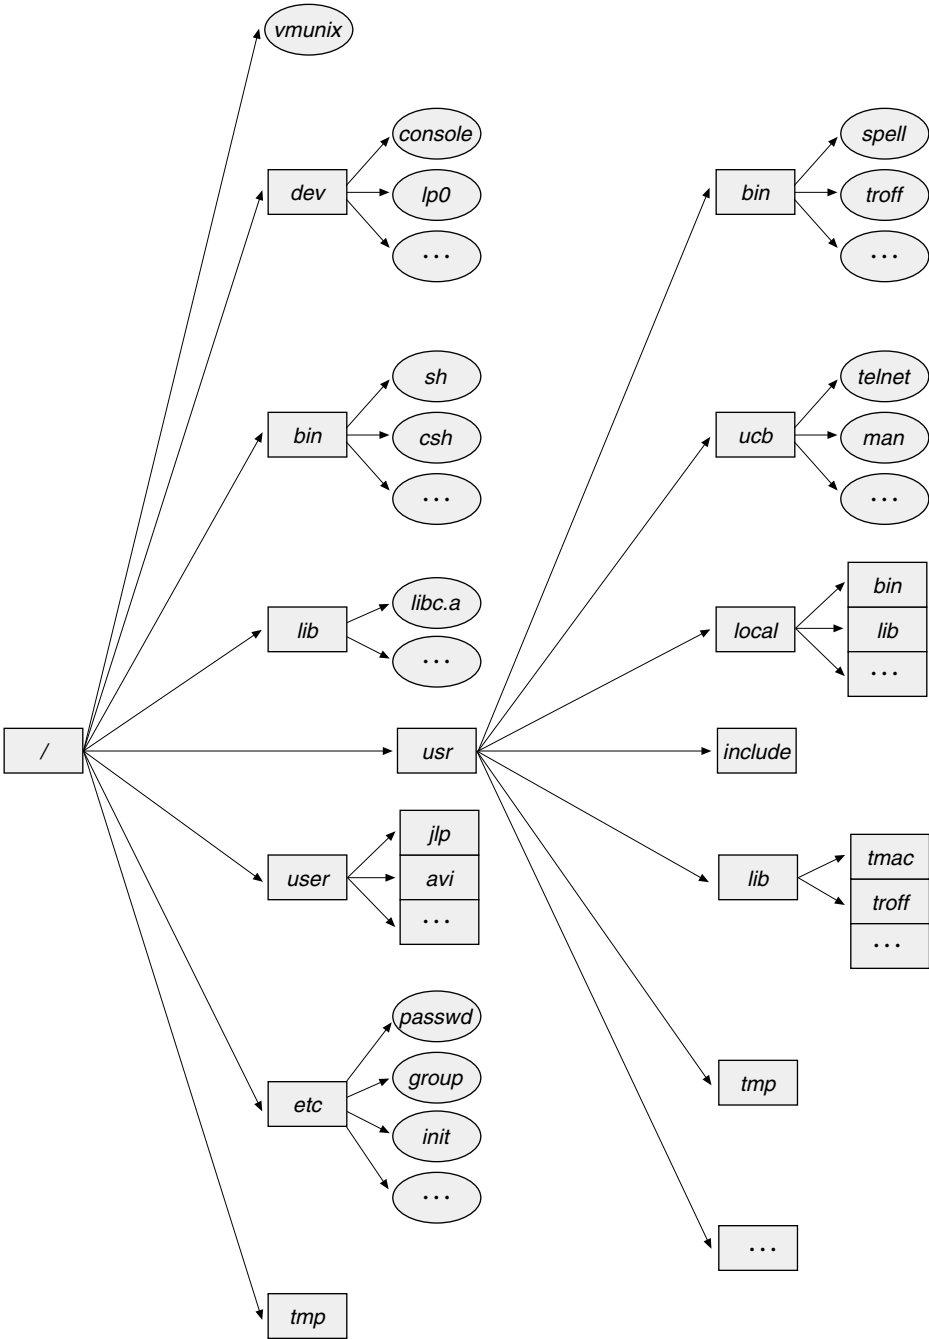 vmunix
dev
console
lp0
...
bin
sh
csh
...
lib
libc.a
...
/
usr
user
jlp
avi
...
etc
passwd
group
init
...
tmp
bin
spell
troff
...
ucb
telnet
man
...
local
bin
lib
...
include
lib
tmac
troff
...
tmp
...